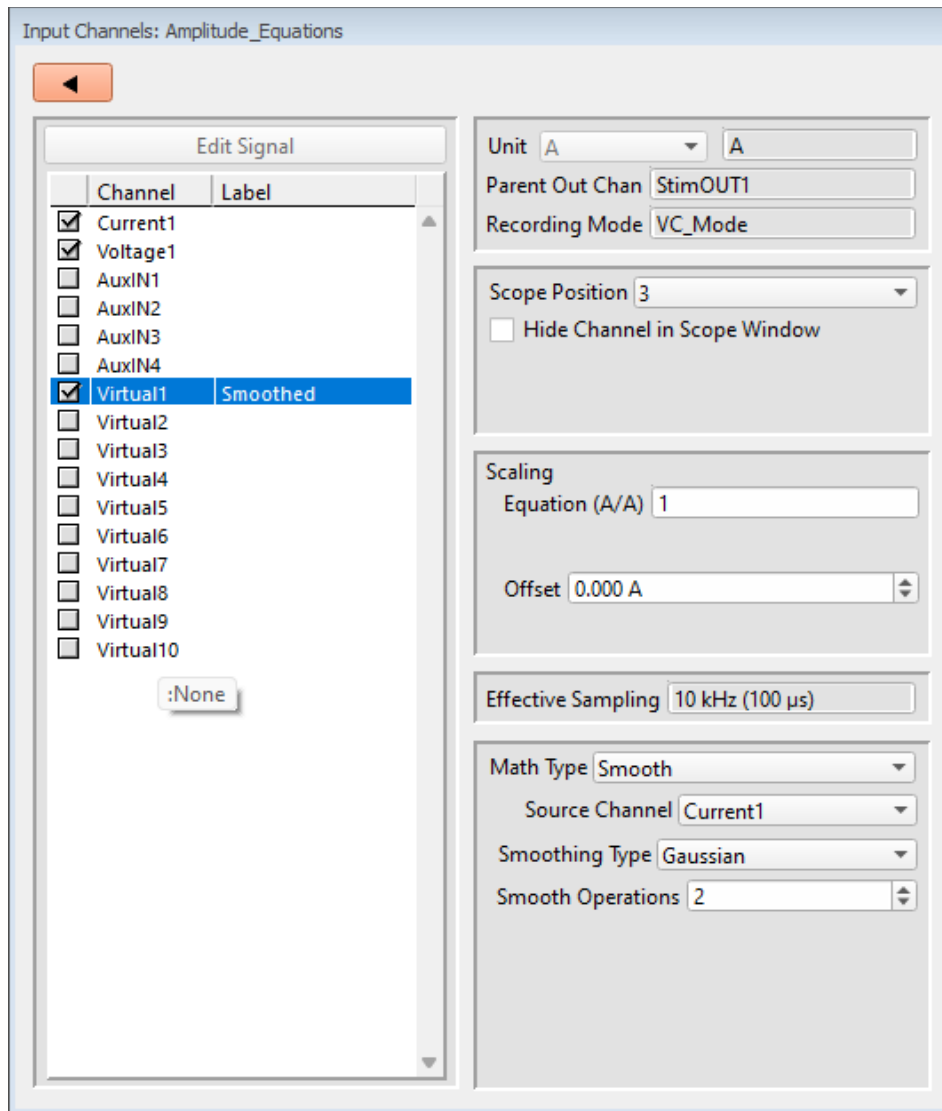 Input Channels: Amplitude_Equations
Edit Signal
Channel Label
Current1
Voltage1
AuxIN1
AuxIN2
AuxIN3
AuxIN4
Virtual1 Smoothed
Virtual2
Virtual3
Virtual4
Virtual5
Virtual6
Virtual7
Virtual8
Virtual9
Virtual10
:None
Unit A A
Parent Out Chan StimOUT1
Recording Mode VC_Mode
Scope Position 3
Hide Channel in Scope Window
Scaling
Equation (A/A) 1
Offset 0.000 A
Effective Sampling 10 kHz (100 µs)
Math Type Smooth
Source Channel Current1
Smoothing Type Gaussian
Smooth Operations 2